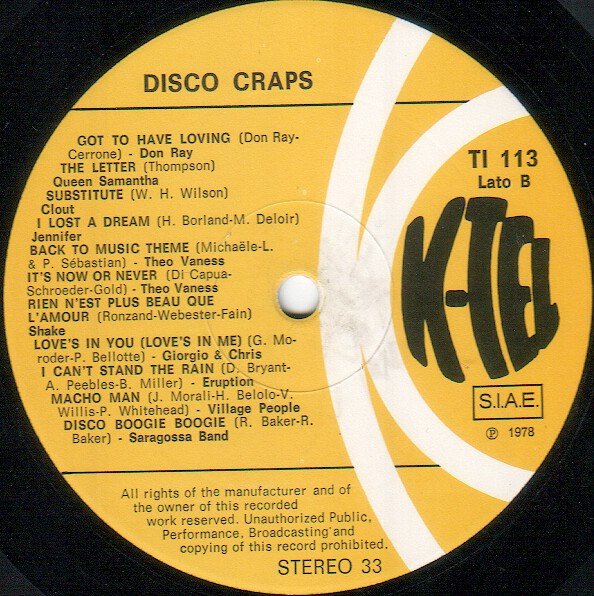 DISCO CRAPS
GOT TO HAVE LOVING (Don Ray-
Cerrone) - Don Ray
THE LETTER (Thompson)
Queen Samantha
SUBSTITUTE (W. H. Wilson)
Clout
I LOST A DREAM (H. Borland-M. Deloir)
Jennifer
BACK TO MUSIC THEME (Michaële-L.
& P. Sébastian) - Theo Vaness
IT'S NOW OR NEVER (Di Capua-
Schroeder-Gold) - Theo Vaness
RIEN N'EST PLUS BEAU QUE
L'AMOUR (Ronzand-Webester-Fain)
Shake
LOVE'S IN YOU (LOVE'S IN ME) (G. Mo-
roder-P. Bellotte) - Giorgio & Chris
I CAN'T STAND THE RAIN (D. Bryant-
A. Peebles-B. Miller) - Eruption
MACHO MAN (J. Morali-H. Belolo-V.
Willis-P. Whitehead) - Village People
DISCO BOOGIE BOOGIE (R. Baker-R.
Baker) - Saragossa Band
TI 113
Lato B
K-TEL
S.I.A.E.
℗ 1978
All rights of the manufacturer and of
the owner of this recorded
work reserved. Unauthorized Public,
Performance, Broadcasting and
copying of this record prohibited.
STEREO 33